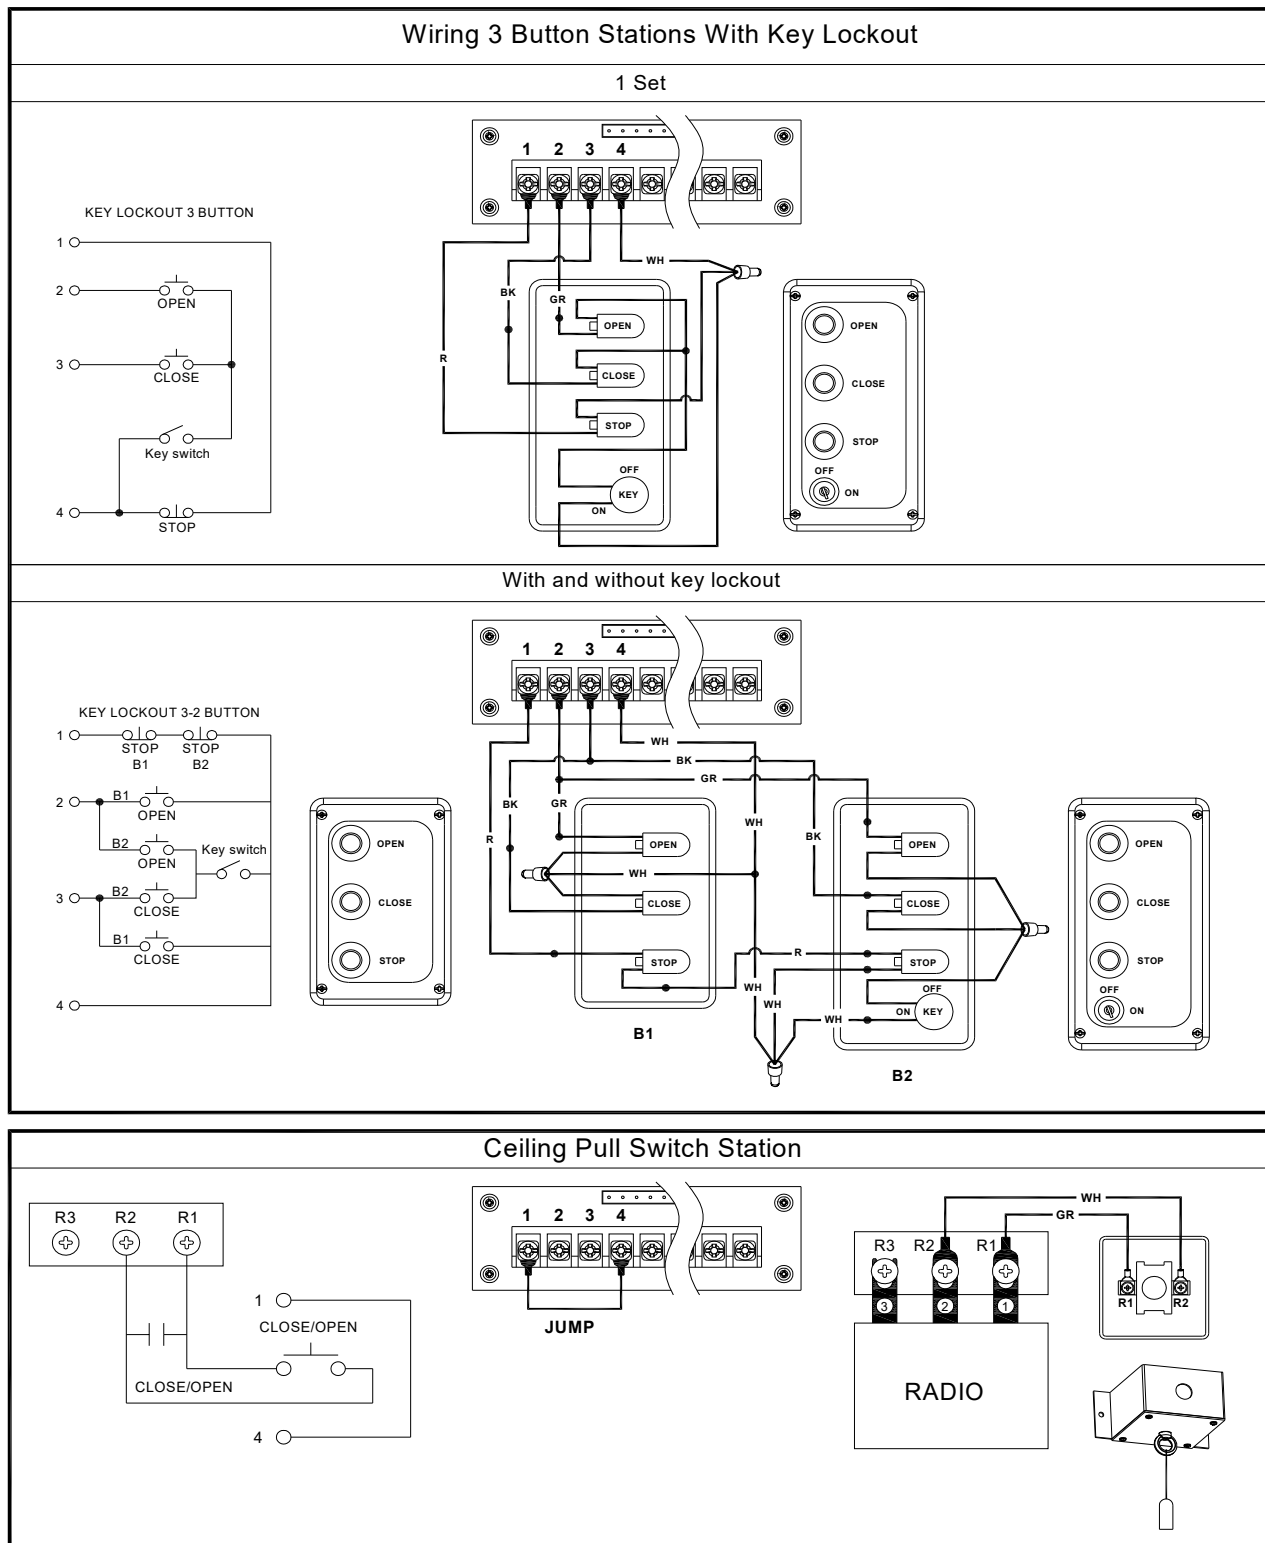 Wiring 3 Button Stations With Key Lockout
1 Set
1 2 3 4
KEY LOCKOUT 3 BUTTON
1
2
OPEN
3
CLOSE
Key switch
4
STOP
WH
BK
GR
R
OPEN
CLOSE
STOP
OFF
KEY
ON
OPEN
CLOSE
STOP
OFF
ON
With and without key lockout
1 2 3 4
KEY LOCKOUT 3-2 BUTTON
1
STOP STOP
B1 B2
2 B1
OPEN
B2 Key switch
OPEN
3 B2
CLOSE
B1
CLOSE
4
OPEN
CLOSE
STOP
WH
BK
GR
BK GR
R
WH
BK
OPEN
WH
CLOSE
STOP
R
WH
WH
WH
B1
OPEN
CLOSE
STOP
OFF
ON KEY
B2
OPEN
CLOSE
STOP
OFF
ON
Ceiling Pull Switch Station
R3 R2 R1
1
CLOSE/OPEN
CLOSE/OPEN
4
1 2 3 4
JUMP
WH
GR
R3 R2 R1
3 2 1
RADIO
R1 R2